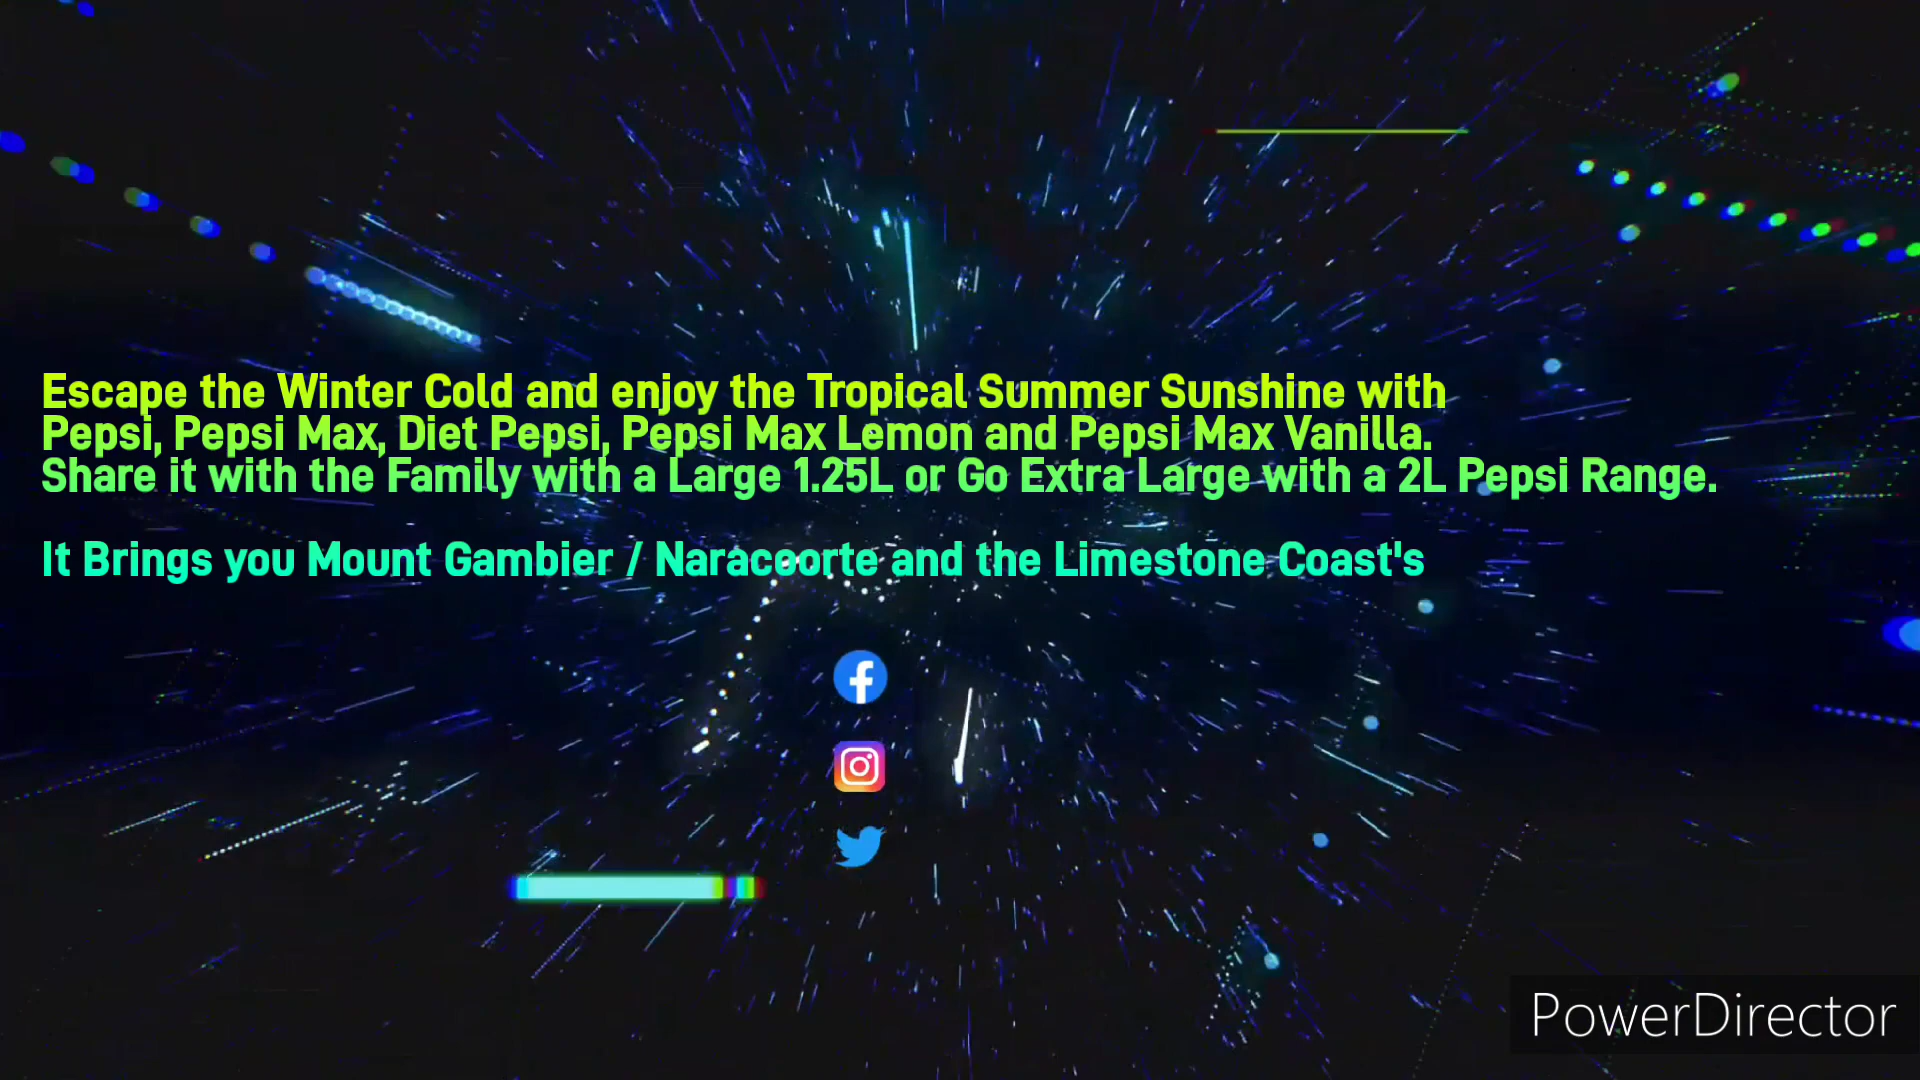 Escape the Winter Cold and enjoy the Tropical Summer Sunshine with
Pepsi, Pepsi Max, Diet Pepsi, Pepsi Max Lemon and Pepsi Max Vanilla.
Share it with the Family with a Large 1.25L or Go Extra Large with a 2L Pepsi Range.
It Brings you Mount Gambier / Naracoorte and the Limestone Coast's
PowerDirector